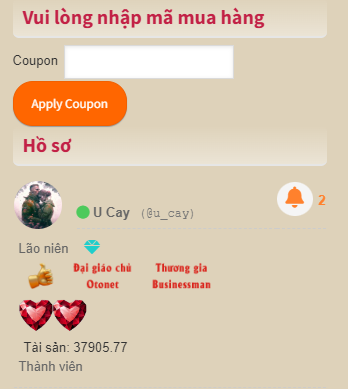 Vui lòng nhập mã mua hàng
Coupon
Apply Coupon
Hồ sơ
U Cay (@u_cay)
2
Lão niên
Đại giáo chủ Thương gia
Otonet Businessman
Tài sản: 37905.77
Thành viên